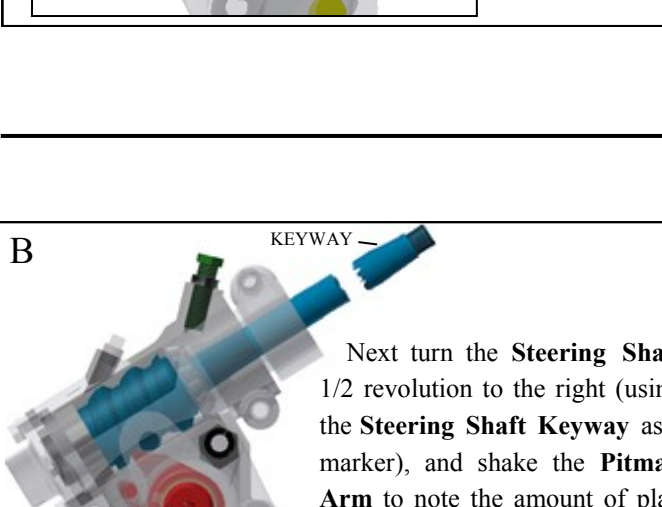 B
KEYWAY
Next turn the Steering Sha
1/2 revolution to the right (usin
the Steering Shaft Keyway as
marker), and shake the Pitma
Arm to note the amount of pla